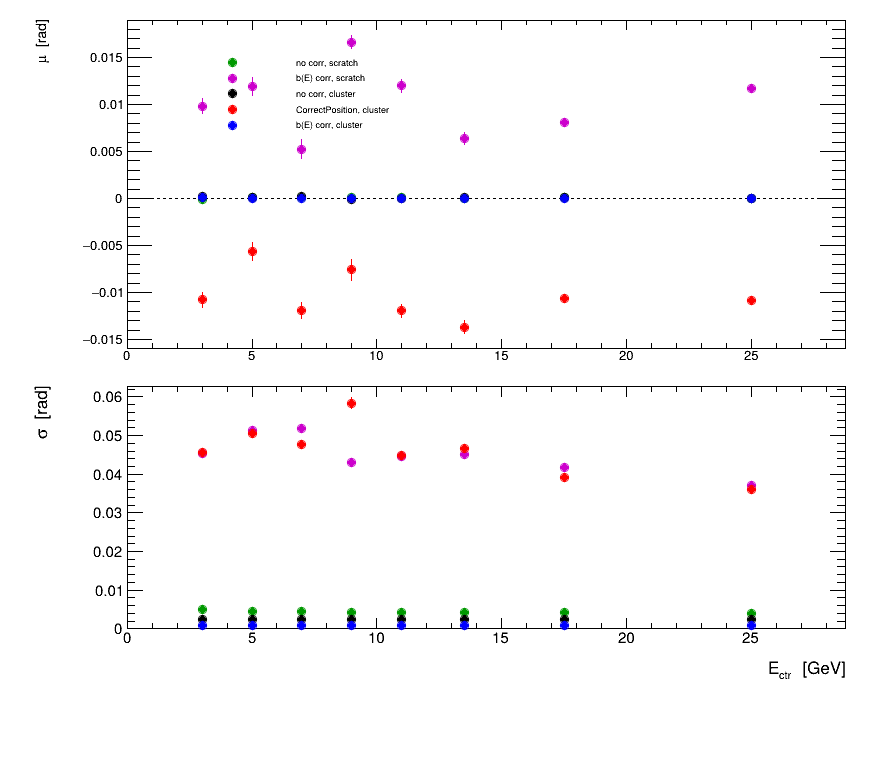 μ [rad]
0.015
0.01
0.005
0
−0.005
−0.01
−0.015
no corr, scratch
b(E) corr, scratch
no corr, cluster
CorrectPosition, cluster
b(E) corr, cluster
0 5 10 15 20 25
σ [rad]
0.06
0.05
0.04
0.03
0.02
0.01
0
0 5 10 15 20 25
E_ctr [GeV]